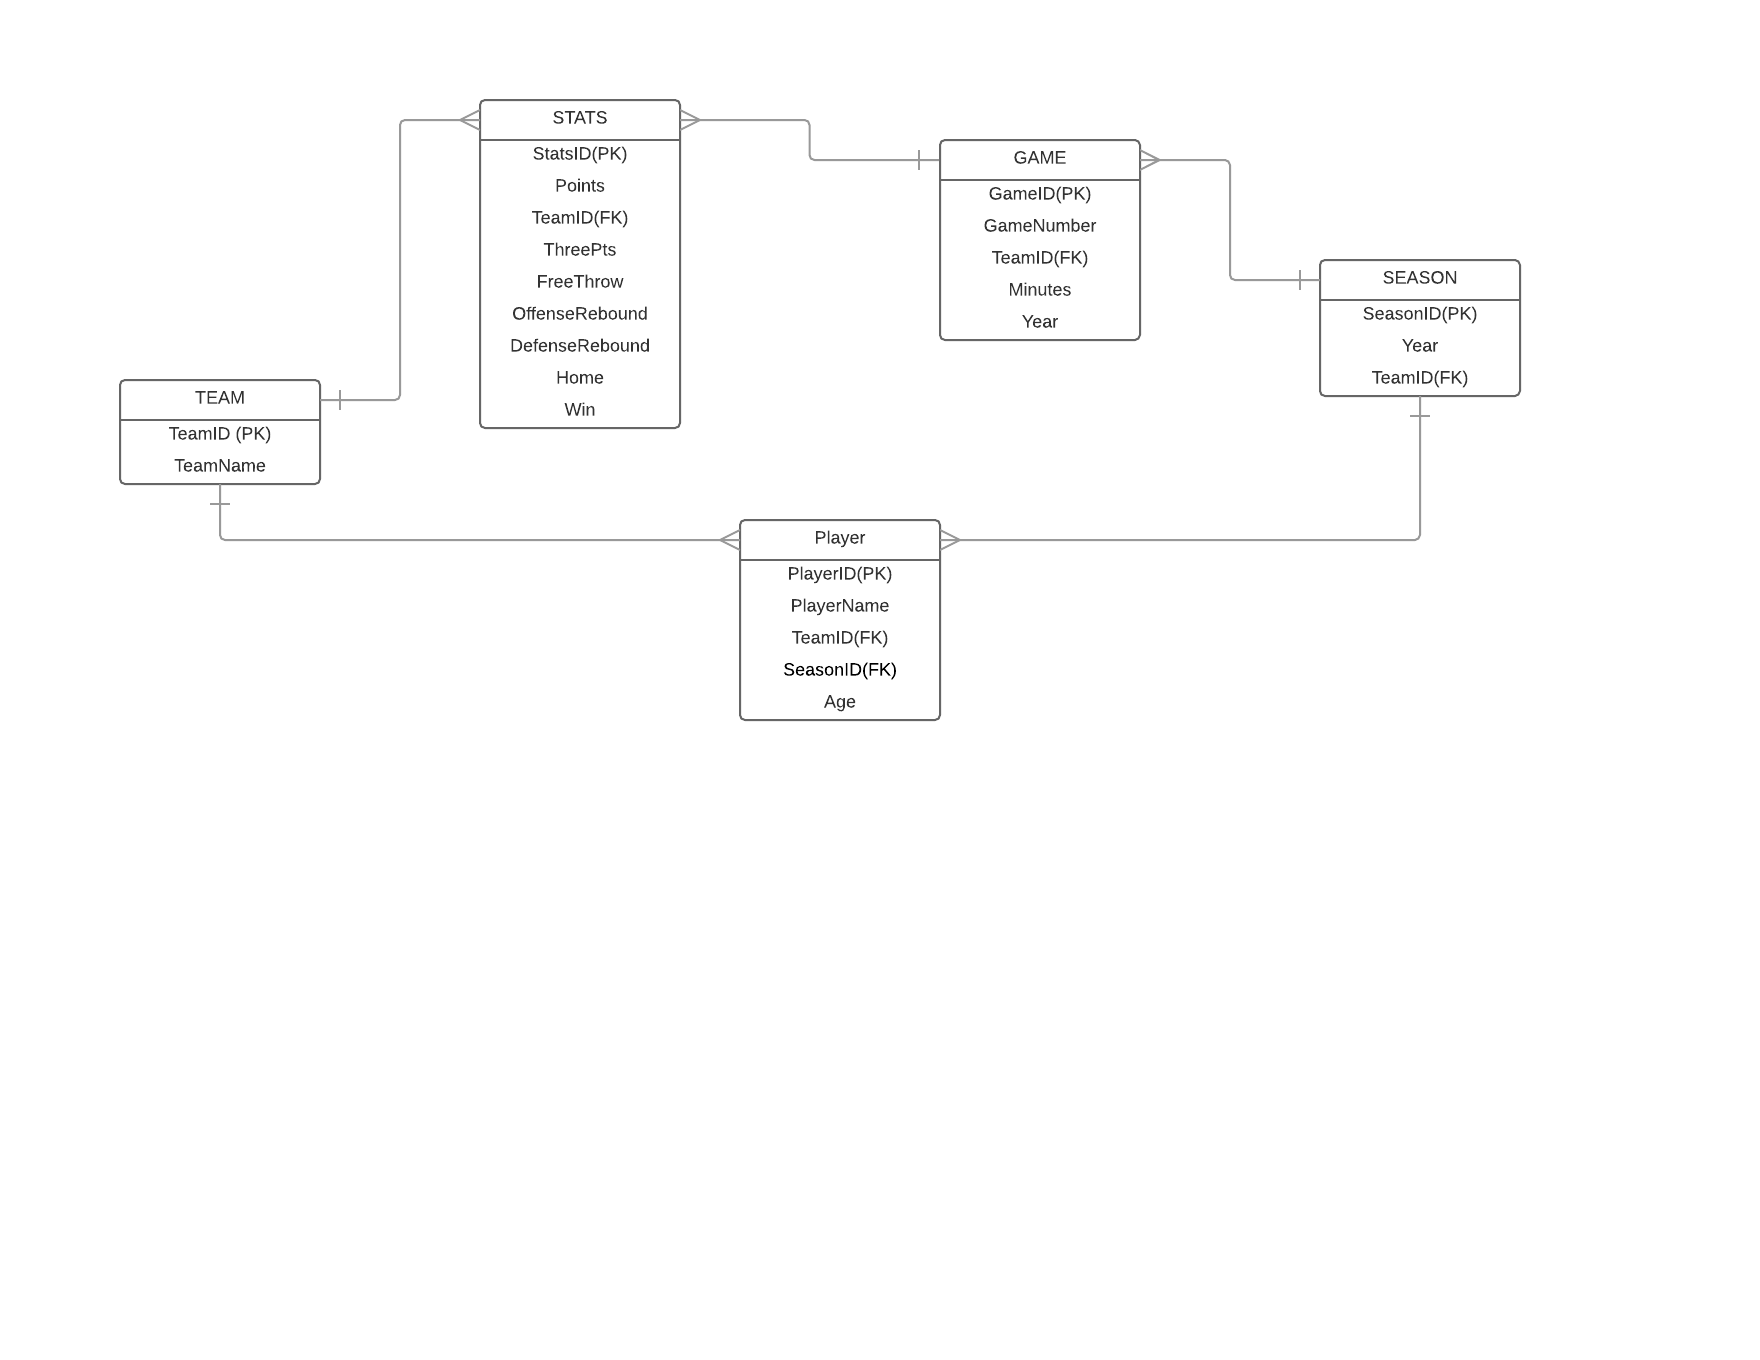 STATS
StatsID(PK)
Points
TeamID(FK)
ThreePts
FreeThrow
OffenseRebound
DefenseRebound
Home
Win
GAME
GameID(PK)
GameNumber
TeamID(FK)
Minutes
Year
SEASON
SeasonID(PK)
Year
TeamID(FK)
TEAM
TeamID (PK)
TeamName
Player
PlayerID(PK)
PlayerName
TeamID(FK)
SeasonID(FK)
Age